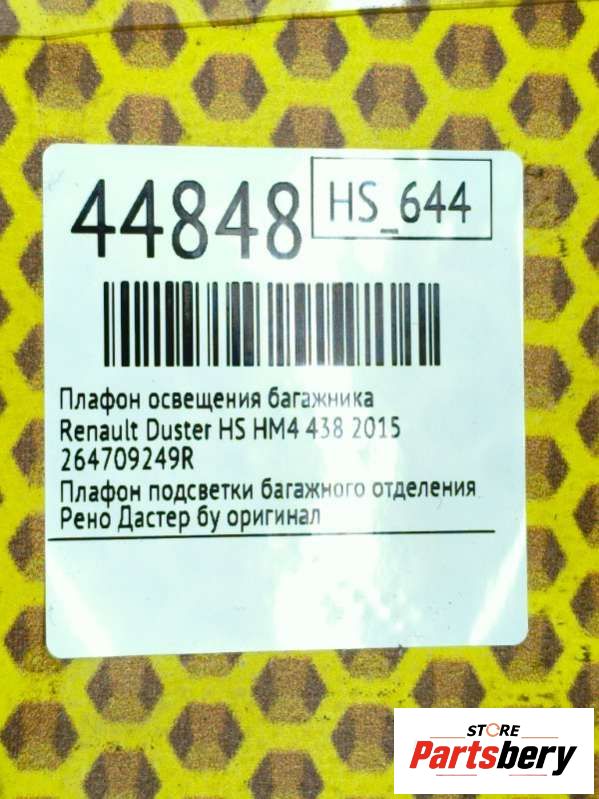 44848
HS_644
Плафон освещения багажника
Renault Duster HS HM4 438 2015
264709249R
Плафон подсветки багажного отделения
Рено Дастер бу оригинал
STORE
Partsbery